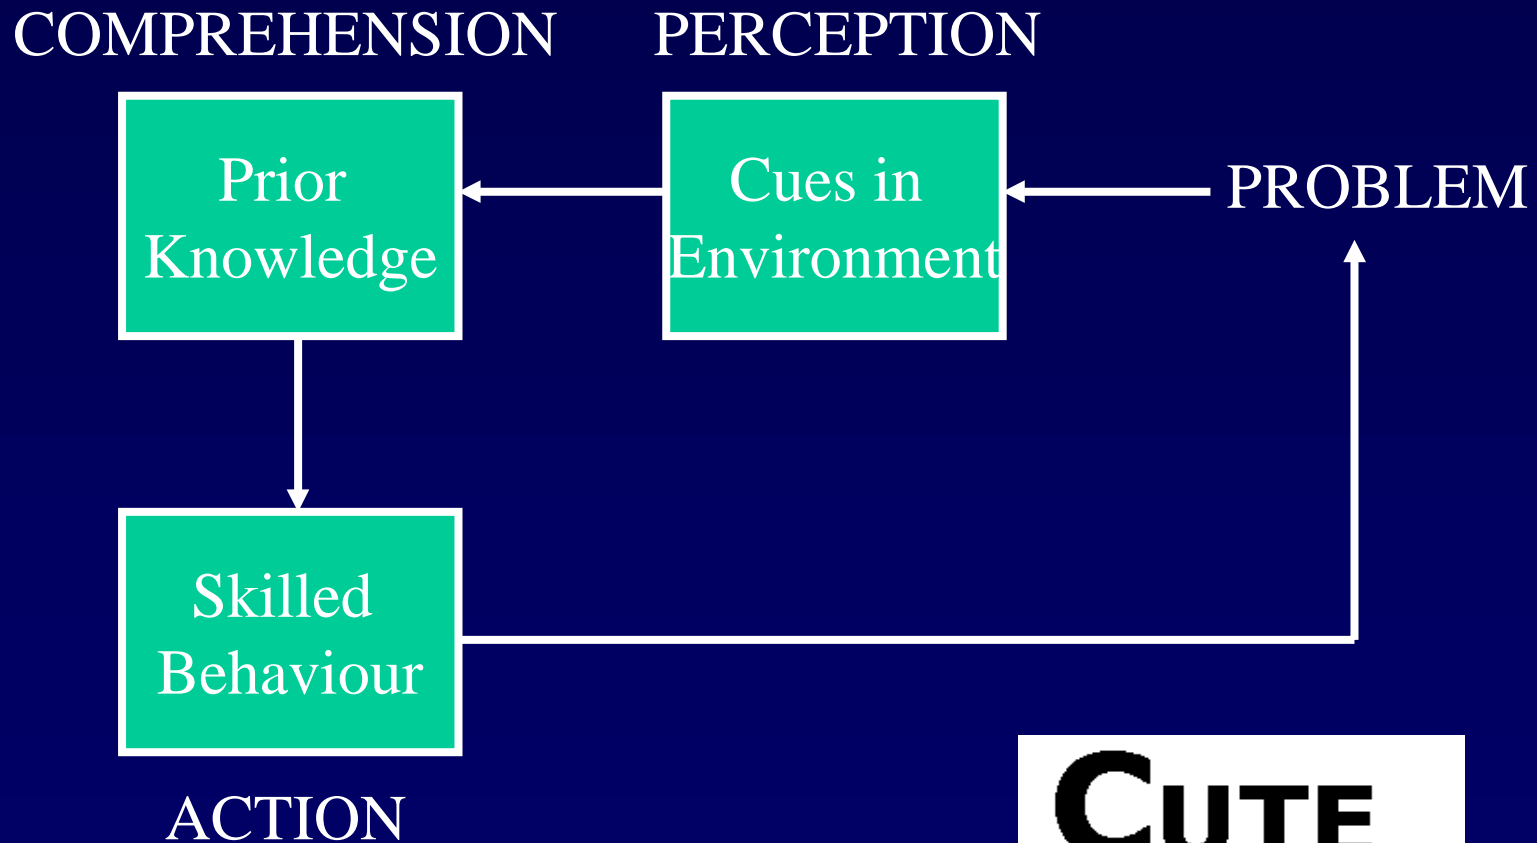 COMPREHENSION PERCEPTION
Prior
Knowledge
Cues in
Environment
PROBLEM
Skilled
Behaviour
ACTION
CUTE